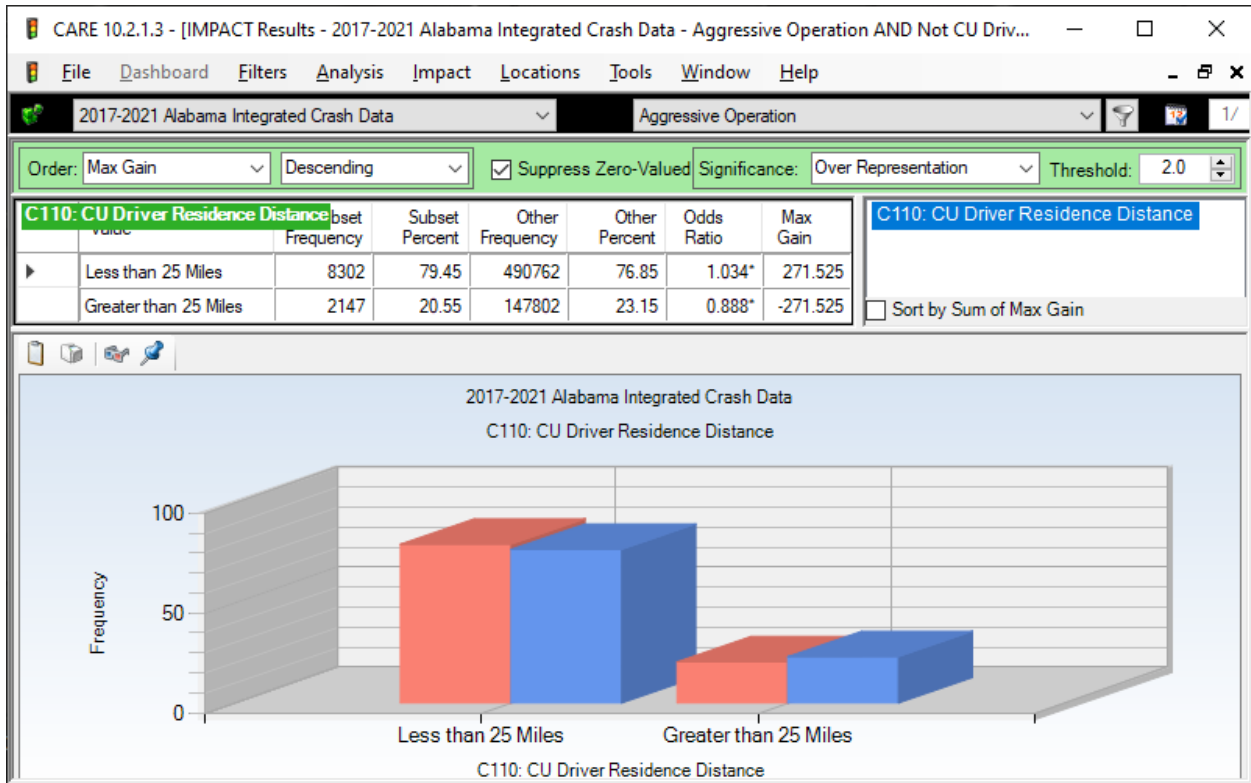 CARE 10.2.1.3 - [IMPACT Results - 2017-2021 Alabama Integrated Crash Data - Aggressive Operation AND Not CU Driv...
File Dashboard Filters Analysis Impact Locations Tools Window Help
2017-2021 Alabama Integrated Crash Data Aggressive Operation 12 1/
Order: Max Gain Descending Suppress Zero-Valued Significance: Over Representation Threshold: 2.0
C110: CU Driver Residence Distance
Frequency Subset Percent Other Frequency Other Percent Odds Ratio Max Gain
Less than 25 Miles 8302 79.45 490762 76.85 1.034* 271.525
Greater than 25 Miles 2147 20.55 147802 23.15 0.888* -271.525
C110: CU Driver Residence Distance
Sort by Sum of Max Gain
2017-2021 Alabama Integrated Crash Data
C110: CU Driver Residence Distance
100
50
0
Frequency
Less than 25 Miles Greater than 25 Miles
C110: CU Driver Residence Distance